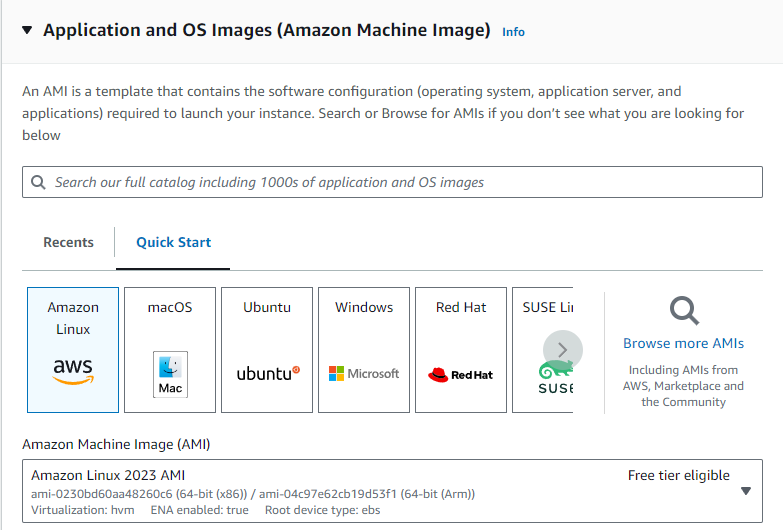 Application and OS Images (Amazon Machine Image) Info
An AMI is a template that contains the software configuration (operating system, application server, and
applications) required to launch your instance. Search or Browse for AMIs if you don't see what you are looking for
below
Search our full catalog including 1000s of application and OS images
Recents
Quick Start
Amazon
Linux
aws
macOS
Mac
Ubuntu
ubuntu
Windows
Microsoft
Red Hat
Red Hat
SUSE Li
SUSE
Browse more AMIs
Including AMIs from
AWS, Marketplace and
the Community
Amazon Machine Image (AMI)
Amazon Linux 2023 AMI
Free tier eligible
ami-0230bd60aa48260c6 (64-bit (x86)) / ami-04c97e62cb19d53f1 (64-bit (Arm))
Virtualization: hvm ENA enabled: true Root device type: ebs